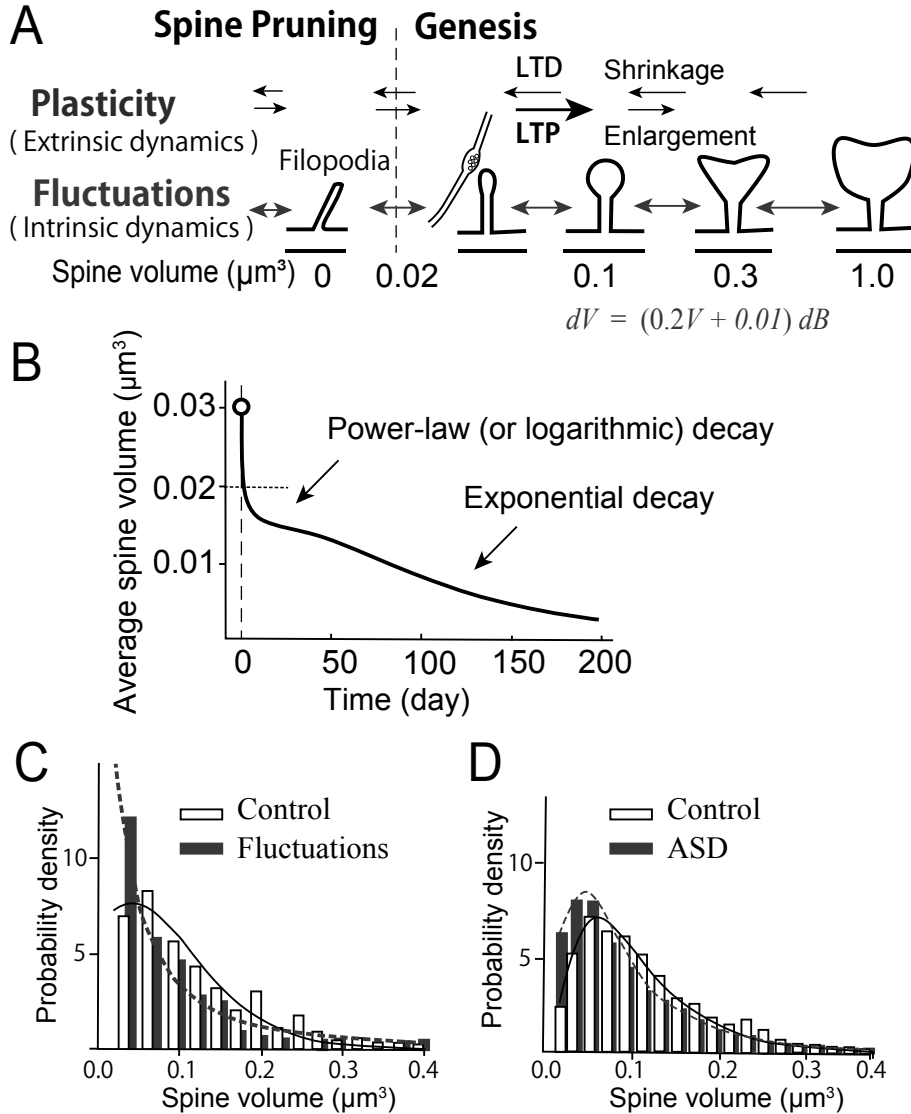 A
Spine Pruning Genesis
LTD Shrinkage
Plasticity
( Extrinsic dynamics )
LTP Enlargement
Filopodia
Fluctuations
( Intrinsic dynamics )
Spine volume (µm³) 0 0.02 0.1 0.3 1.0
dV = (0.2V + 0.01) dB
B
Average spine volume (µm³)
0.03
0.02
0.01
Power-law (or logarithmic) decay
Exponential decay
0 50 100 150 200
Time (day)
C
Probability density
10
5
Control
Fluctuations
0.0 0.1 0.2 0.3 0.4
Spine volume (µm³)
D
Probability density
10
5
Control
ASD
0.0 0.1 0.2 0.3 0.4
Spine volume (µm³)